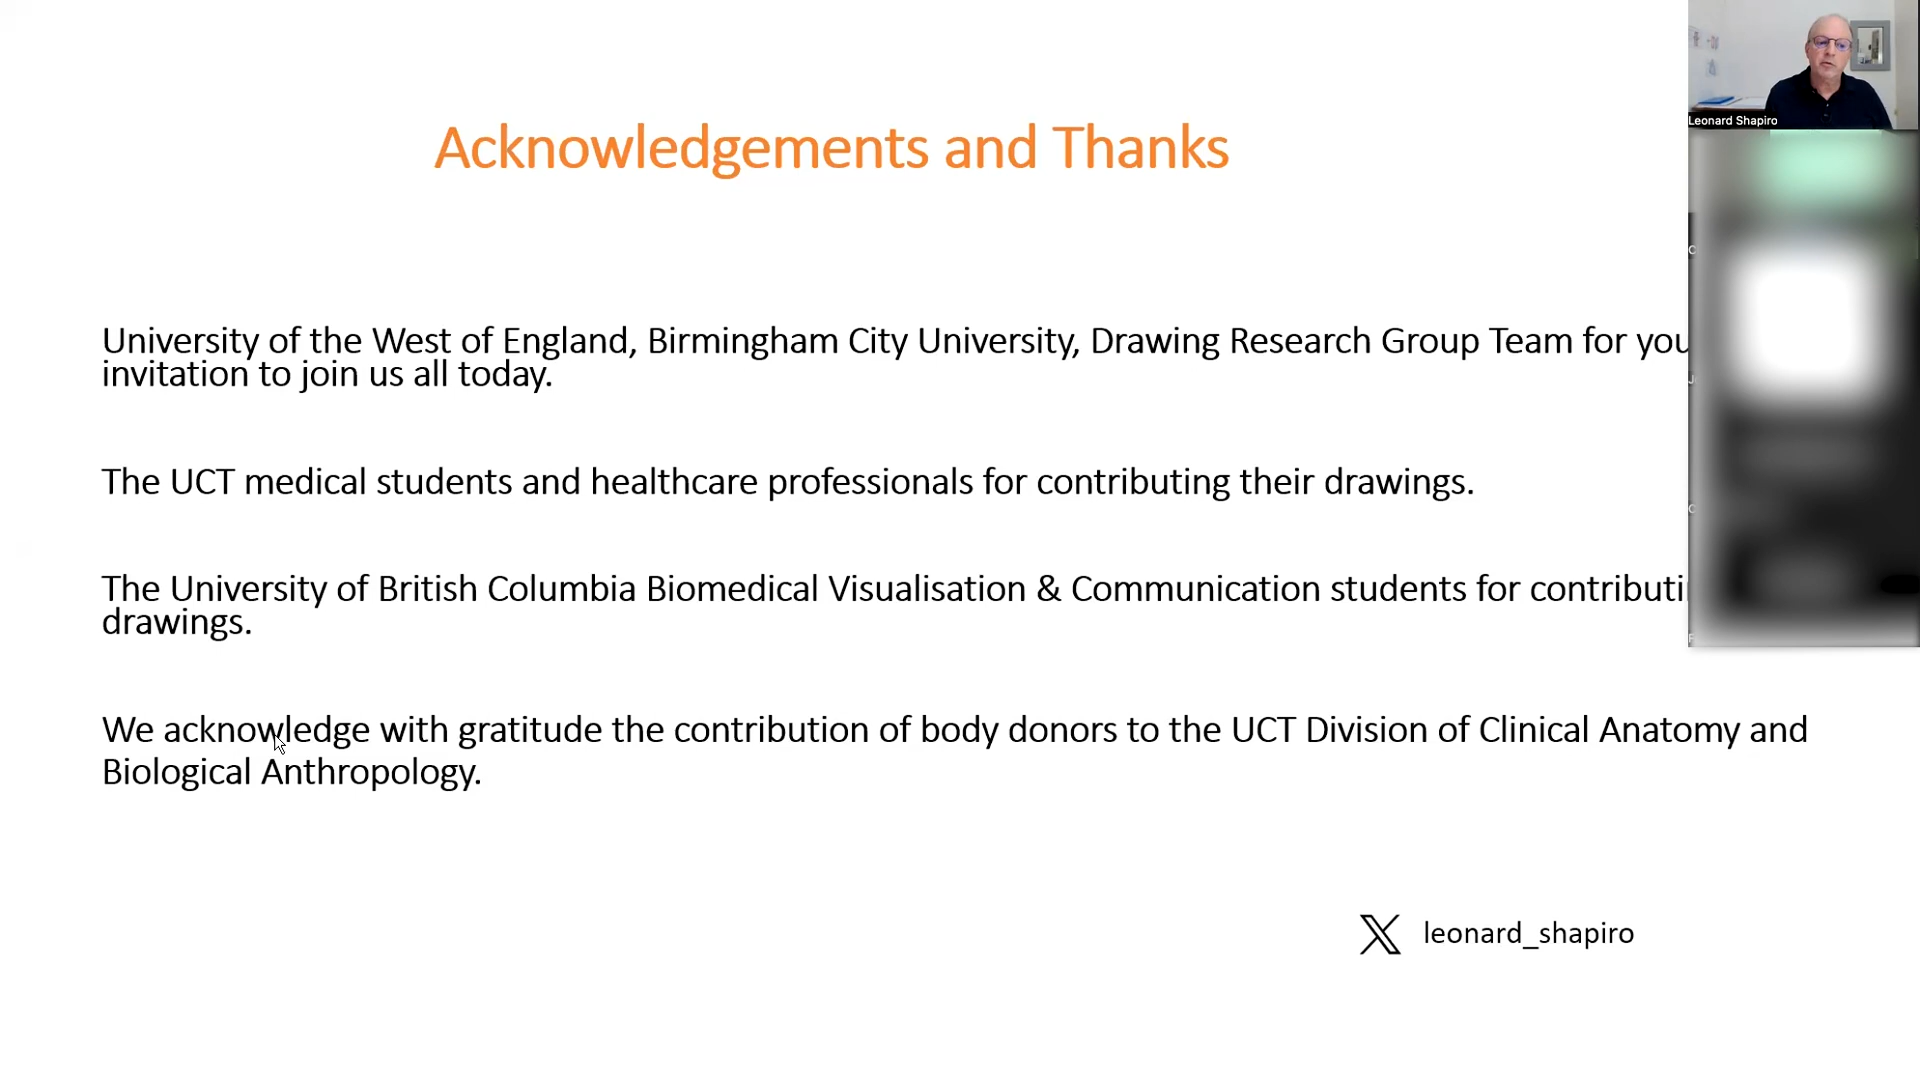 Acknowledgements and Thanks
Leonard Shapiro
University of the West of England, Birmingham City University, Drawing Research Group Team for you
invitation to join us all today.
The UCT medical students and healthcare professionals for contributing their drawings.
The University of British Columbia Biomedical Visualisation & Communication students for contributi
drawings.
We acknowledge with gratitude the contribution of body donors to the UCT Division of Clinical Anatomy and
Biological Anthropology.
leonard_shapiro